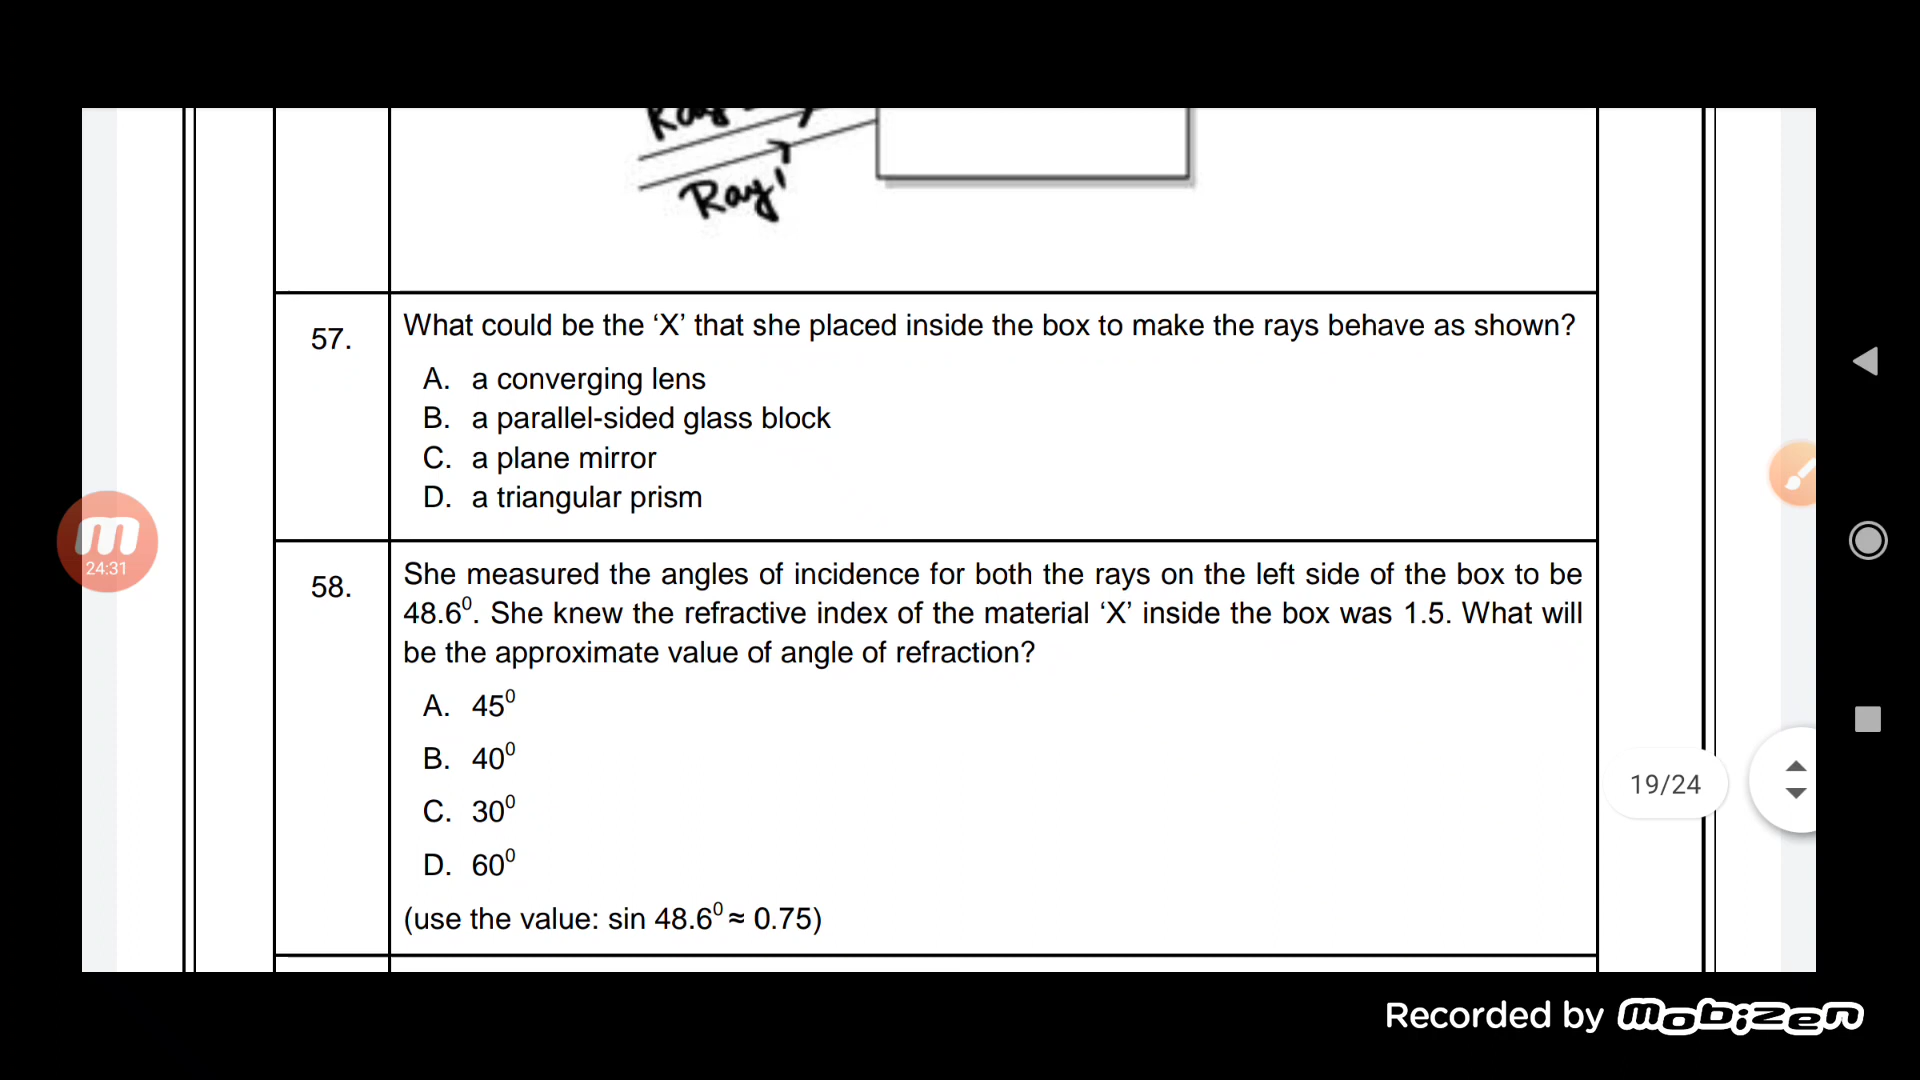 Ray
Ray'
57.
What could be the ‘X’ that she placed inside the box to make the rays behave as shown?
A. a converging lens
B. a parallel-sided glass block
C. a plane mirror
D. a triangular prism
58.
She measured the angles of incidence for both the rays on the left side of the box to be
48.6⁰. She knew the refractive index of the material ‘X’ inside the box was 1.5. What will
be the approximate value of angle of refraction?
A. 45⁰
B. 40⁰
C. 30⁰
D. 60⁰
(use the value: sin 48.6⁰ ≈ 0.75)
24:31
19/24
Recorded by mobizen